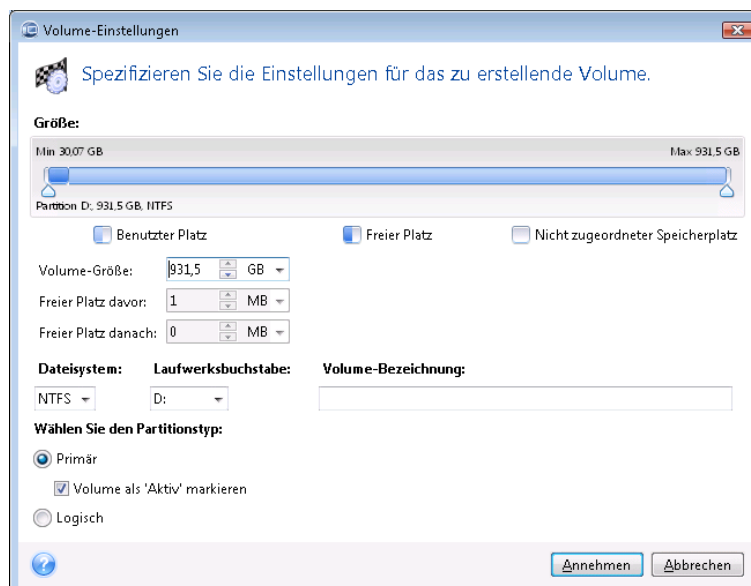 Volume-Einstellungen
Spezifizieren Sie die Einstellungen für das zu erstellende Volume.
Größe:
Min 30,07 GB Max 931,5 GB
Partition D:, 931,5 GB, NTFS
Benutzter Platz Freier Platz Nicht zugeordneter Speicherplatz
Volume-Größe: 931,5 GB
Freier Platz davor: 1 MB
Freier Platz danach: 0 MB
Dateisystem: Laufwerksbuchstabe: Volume-Bezeichnung:
NTFS D:
Wählen Sie den Partitionstyp:
Primär
Volume als 'Aktiv' markieren
Logisch
Annehmen Abbrechen